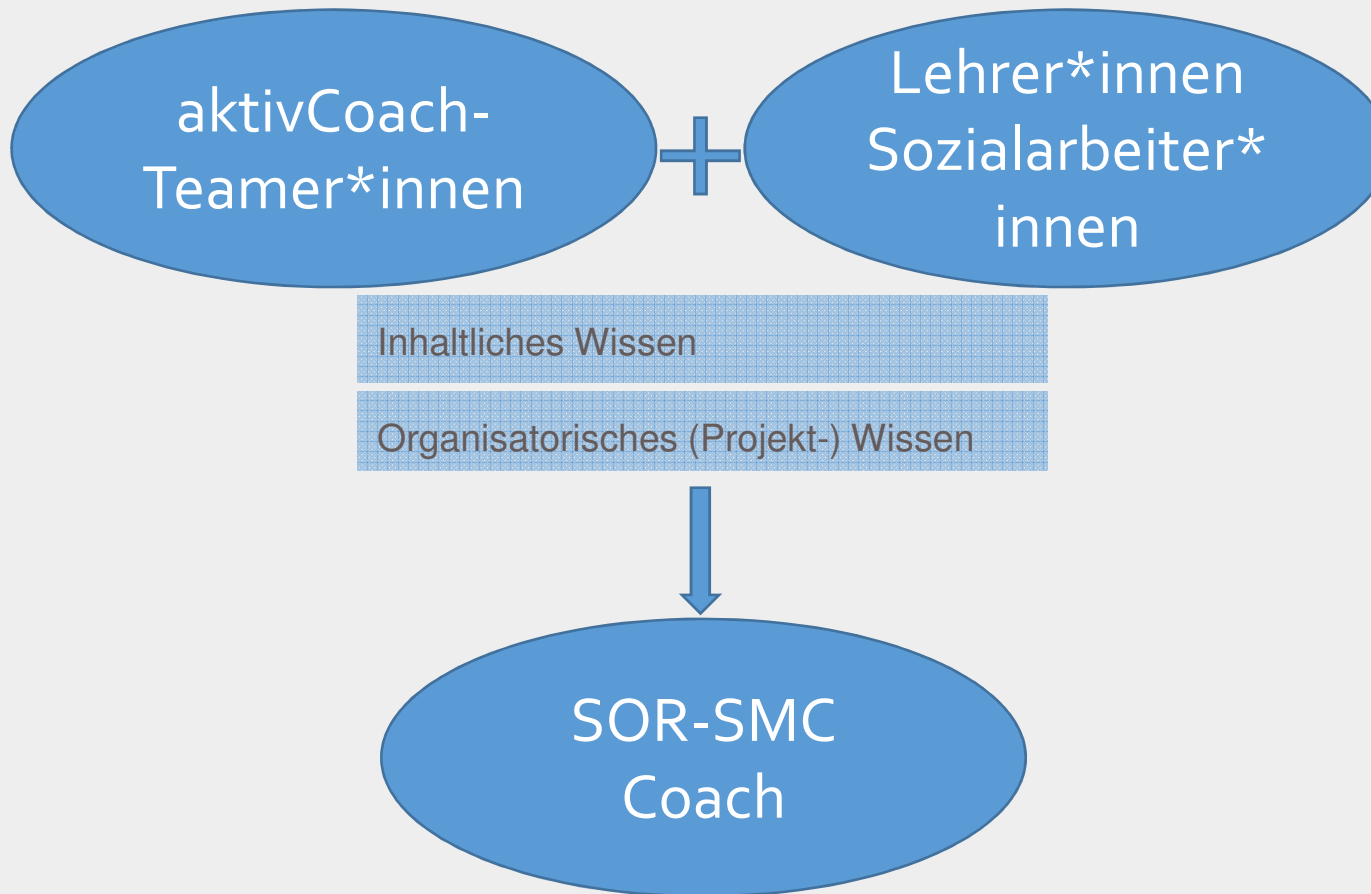 aktivCoach-
Teamer*innen
Lehrer*innen
Sozialarbeiter*
innen
Inhaltliches Wissen
Organisatorisches (Projekt-) Wissen
SOR-SMC
Coach